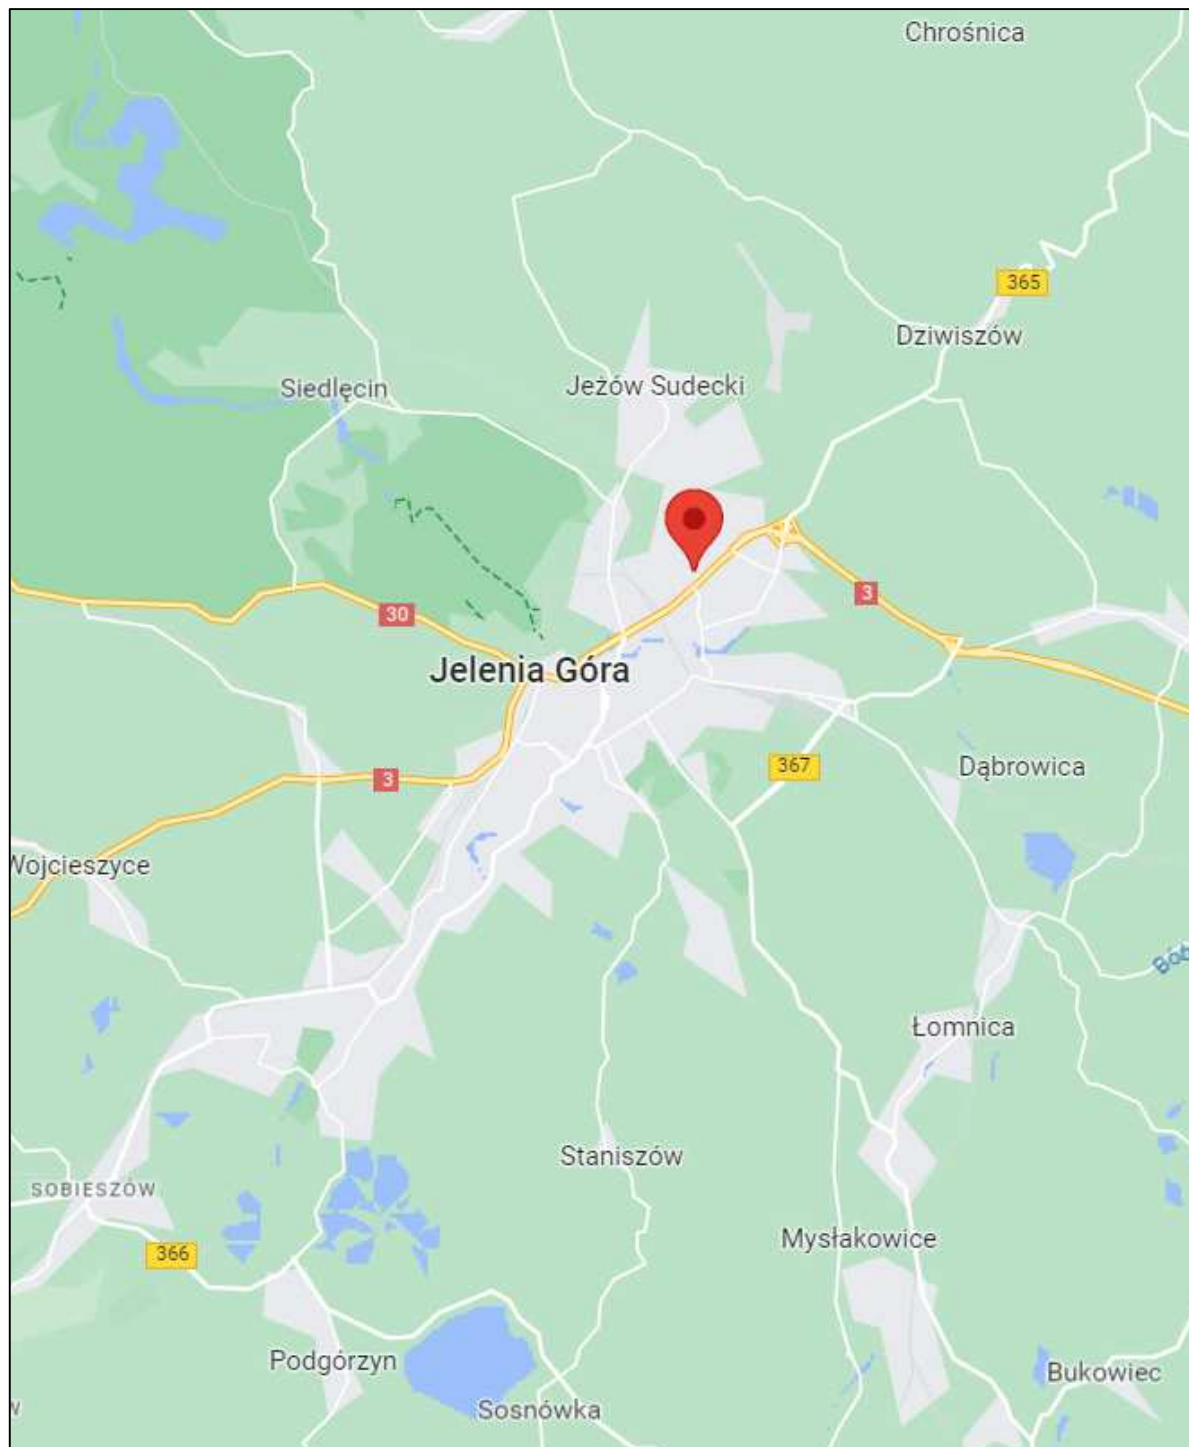 Chrośnica
365
Dziwiszów
Siedlęcin
Jeżów Sudecki
3
30
Jelenia Góra
367
Dąbrowica
3
Wojcieszyce
Bób
Łomnica
Staniszów
SOBIESZÓW
Mysłakowice
366
Podgórzyn
Bukowiec
Sosnówka